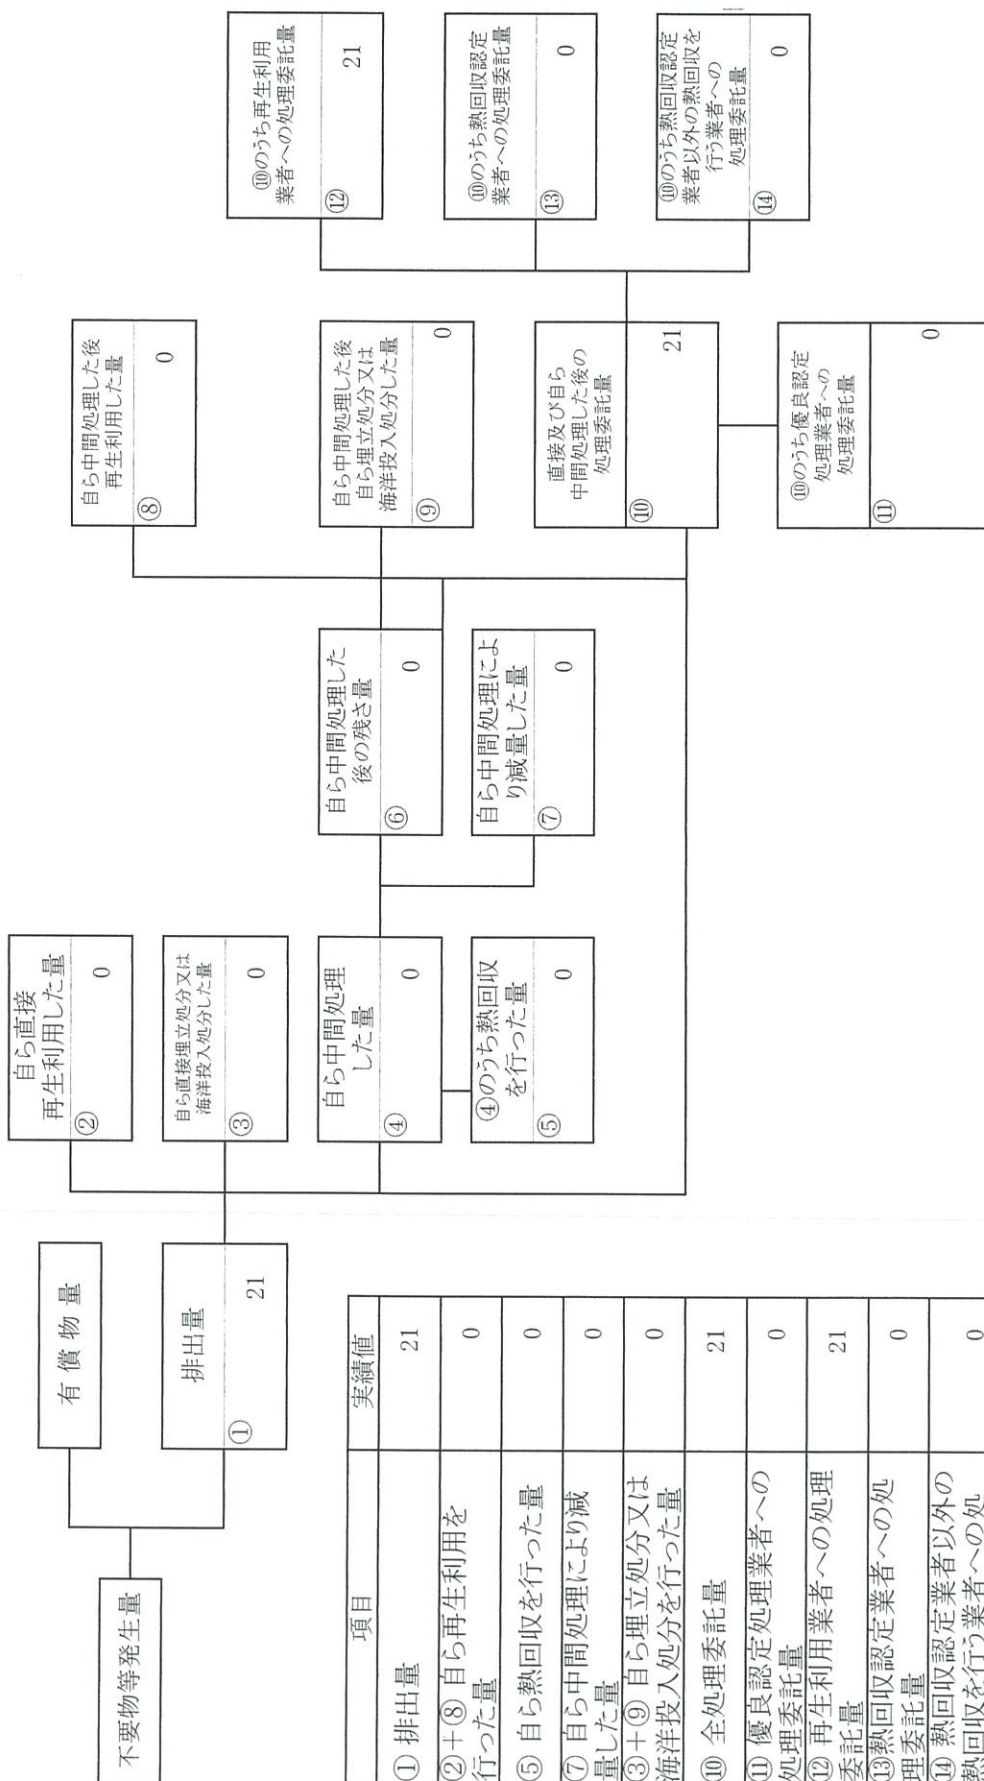 不要物等発生量
有償物量
排出量
①
21
自ら直接
再生利用した量
②
0
自ら直接埋立処分又は
海洋投入処分した量
③
0
自ら中間処理
した量
④
0
④のうち熱回収
を行った量
⑤
0
自ら中間処理した
後の残さ量
⑥
0
自ら中間処理によ
り減量した量
⑦
0
自ら中間処理した後
再生利用した量
⑧
0
自ら中間処理した後
自ら埋立処分又は
海洋投入処分した量
⑨
0
直接及び自ら
中間処理した後の
処理委託量
⑩
21
⑩のうち優良認定
処理業者への
処理委託量
⑪
0
⑩のうち再生利用
業者への処理委託量
⑫
21
⑩のうち熱回収認定
業者への処理委託量
⑬
0
⑩のうち熱回収認定
業者以外の熱回収を
行う業者への
処理委託量
⑭
0
項目 実績値
① 排出量 21
②+⑧ 自ら再生利用を
行った量 0
⑤ 自ら熱回収を行った量 0
⑦ 自ら中間処理により減
量した量 0
③+⑨ 自ら埋立処分又は
海洋投入処分を行った量 0
⑩ 全処理委託量 21
⑪ 優良認定処理業者への
処理委託量 0
⑫ 再生利用業者への処理
委託量 21
⑬熱回収認定業者への処
理委託量 0
⑭ 熱回収認定業者以外の
熱回収を行う業者への処 0